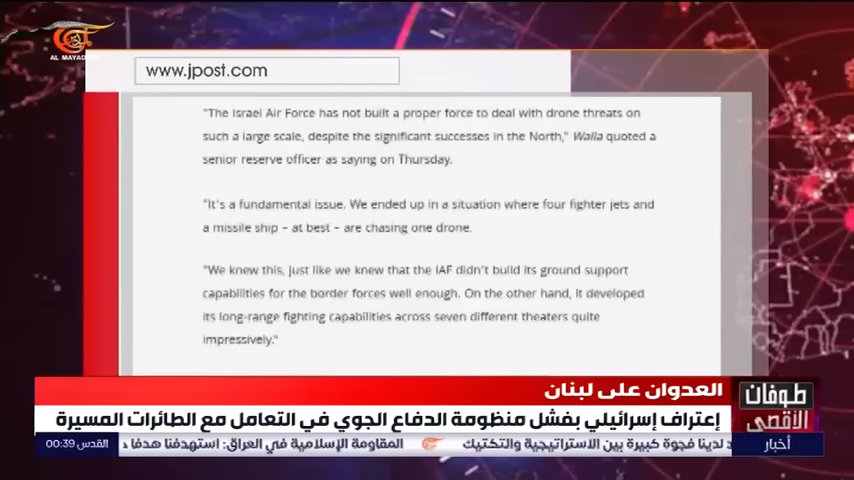 AL MAYADEEN
www.jpost.com
"The Israel Air Force has not built a proper force to deal with drone threats on
such a large scale, despite the significant successes in the North," Walla quoted a
senior reserve officer as saying on Thursday.
"It's a fundamental issue. We ended up in a situation where four fighter jets and
a missile ship – at best – are chasing one drone.
"We knew this, just like we knew that the IAF didn't build its ground support
capabilities for the border forces well enough. On the other hand, it developed
its long-range fighting capabilities across seven different theaters quite
impressively."
العدوان على لبنان
إعتراف إسرائيلي بفشل منظومة الدفاع الجوي في التعامل مع الطائرات المسيرة
طوفان
الأقصى
أخبار
لدينا فجوة كبيرة بين الاستراتيجية والتكتيك
المقاومة الإسلامية في العراق: استهدفنا هدفا
القدس 00:39